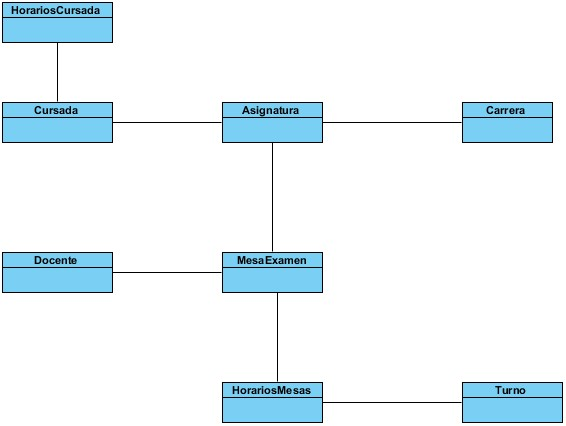 HorariosCursada
Cursada
Asignatura
Carrera
Docente
MesaExamen
HorariosMesas
Turno